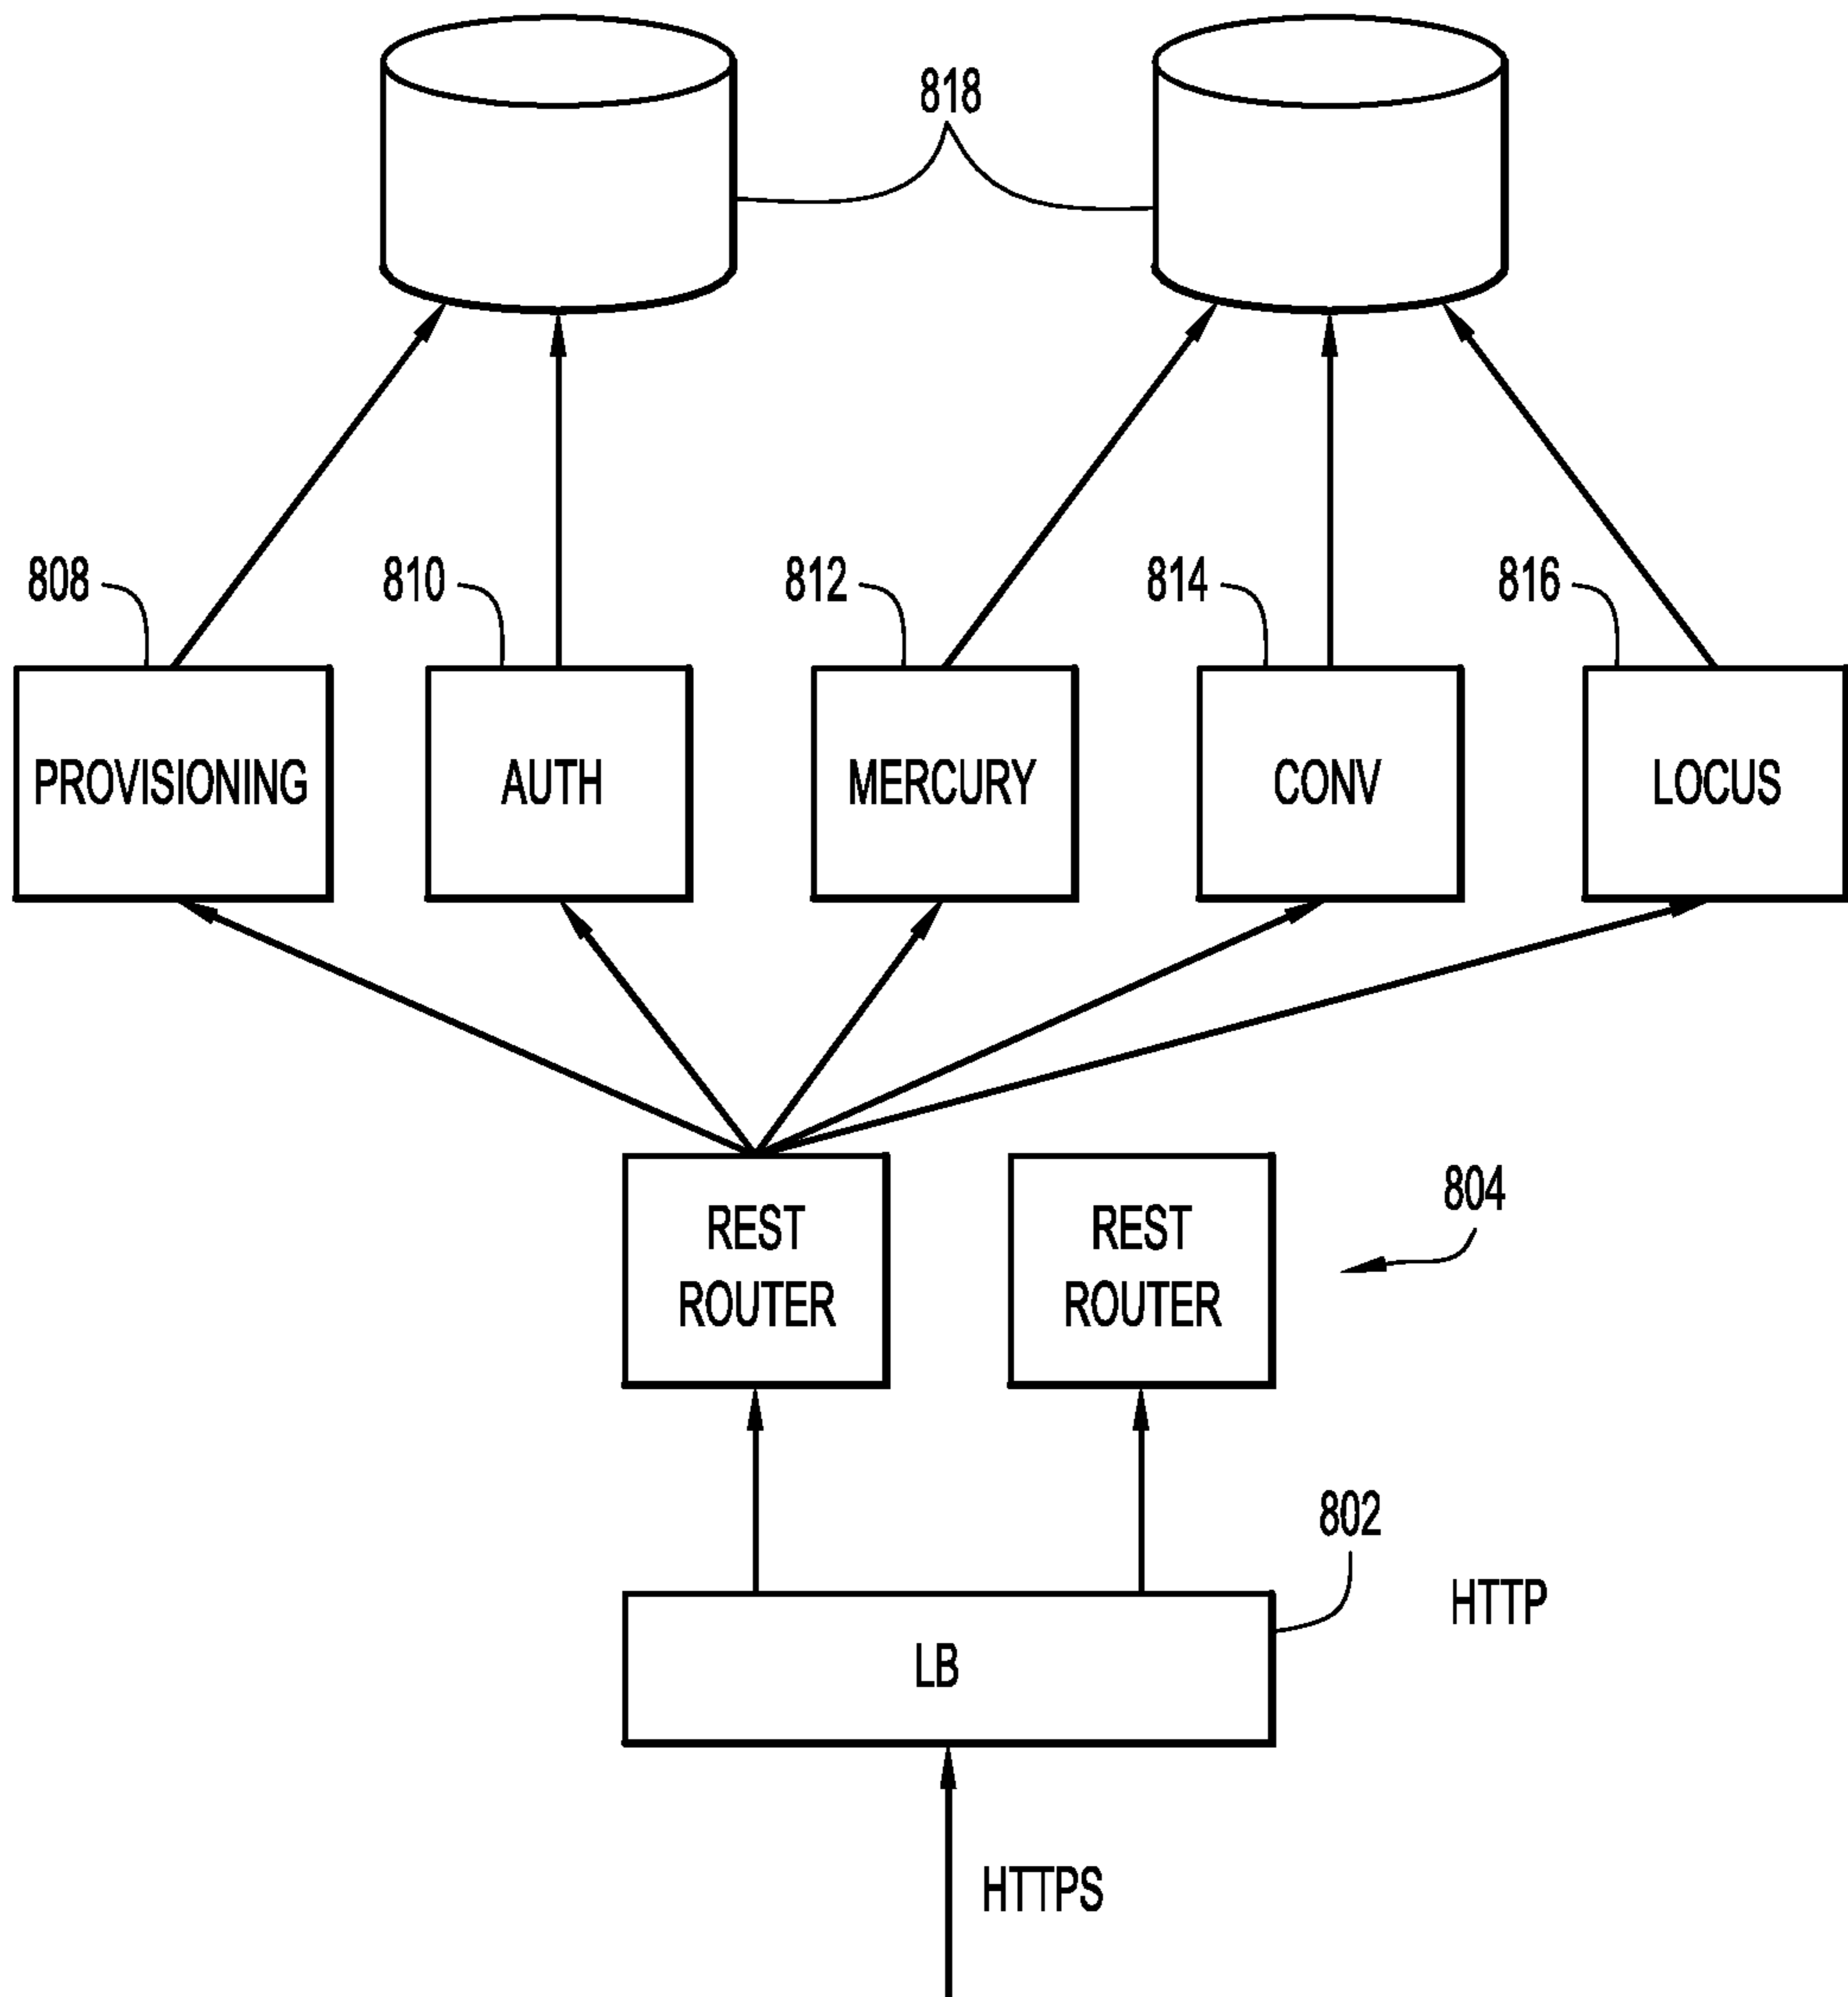 818
808
810
812
814
816
PROVISIONING
AUTH
MERCURY
CONV
LOCUS
804
REST
ROUTER
REST
ROUTER
802
HTTP
LB
HTTPS